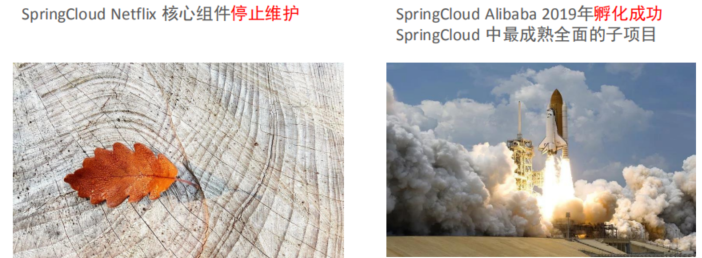 SpringCloud Netflix 核心组件停止维护
SpringCloud Alibaba 2019年孵化成功
SpringCloud 中最成熟全面的子项目